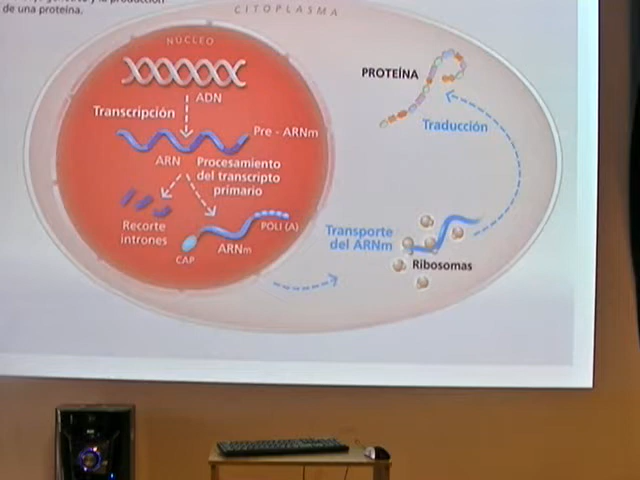 de una proteína.
CITOPLASMA
NÚCLEO
ADN
Transcripción
Pre - ARNm
ARN
Procesamiento
del transcripto
primario
Recorte
intrones
CAP
ARNm
POLI (A)
PROTEÍNA
Traducción
Transporte
del ARNm
Ribosomas